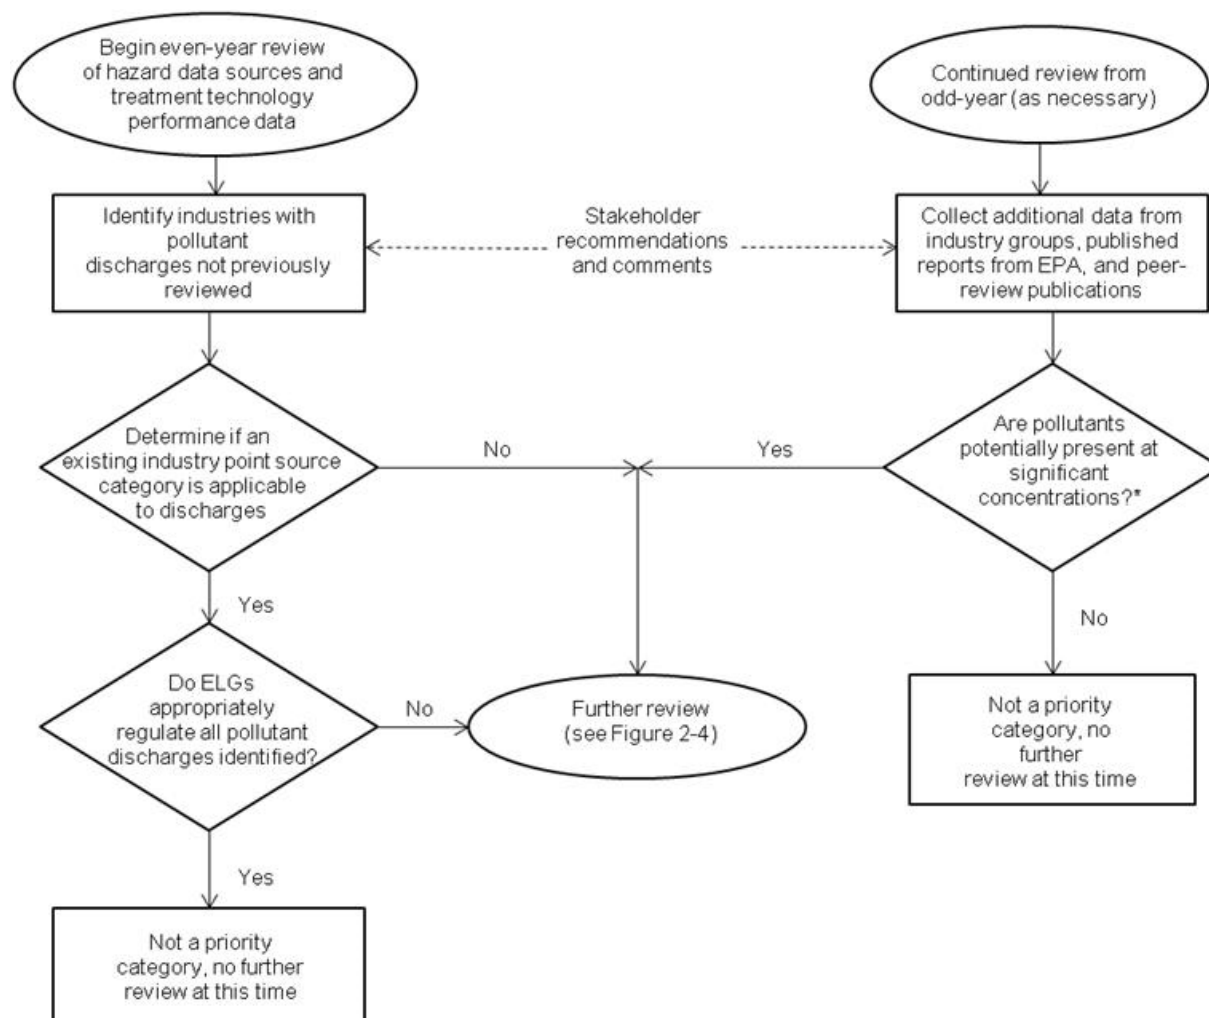 Begin even-year review
of hazard data sources and
treatment technology
performance data
Continued review from
odd-year (as necessary)
Identify industries with
pollutant
discharges not previously
reviewed
Stakeholder
recommendations
and comments
Collect additional data from
industry groups, published
reports from EPA, and peer-
review publications
Determine if an
existing industry point source
category is applicable
to discharges
No
Yes
Are pollutants
potentially present at
significant
concentrations?*
Yes
No
Do ELGs
appropriately
regulate all pollutant
discharges identified?
No
Further review
(see Figure 2-4)
Not a priority
category, no
further
review at this time
Yes
Not a priority
category, no further
review at this time